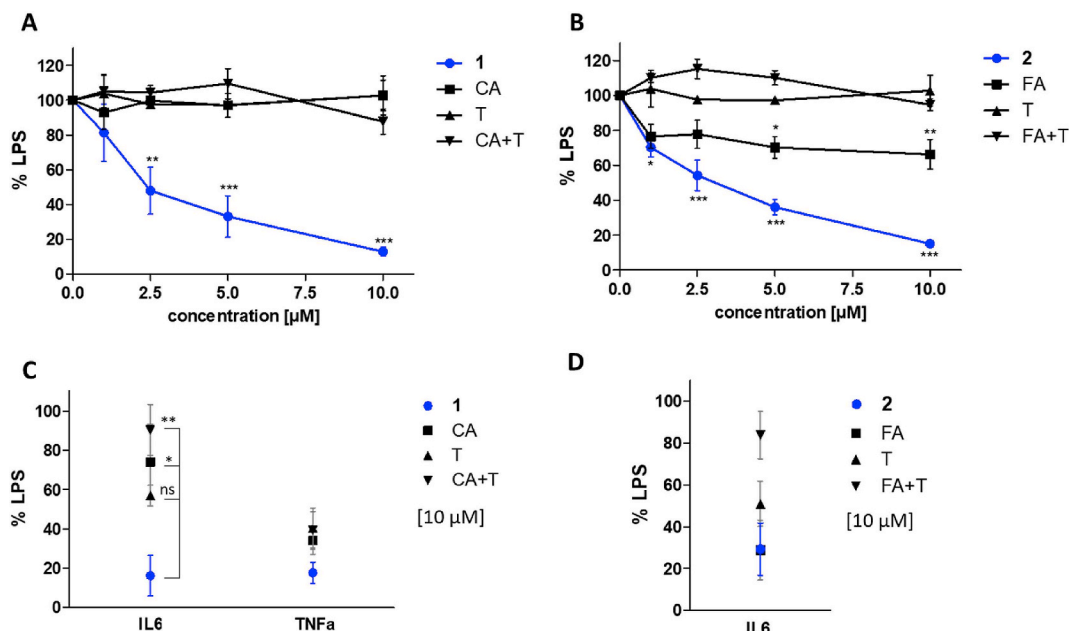 A
120
100
80
60
40
20
0
% LPS
0.0
2.5
5.0
7.5
10.0
concentration [µM]
**
***
***
1
CA
T
CA+T
B
120
100
80
60
40
20
0
% LPS
0.0
2.5
5.0
7.5
10.0
concentration [µM]
*
**
*
***
***
***
2
FA
T
FA+T
C
100
80
60
40
20
0
% LPS
**
*
ns
IL6
TNFa
1
CA
T
CA+T
[10 µM]
D
100
80
60
40
20
0
% LPS
IL6
2
FA
T
FA+T
[10 µM]